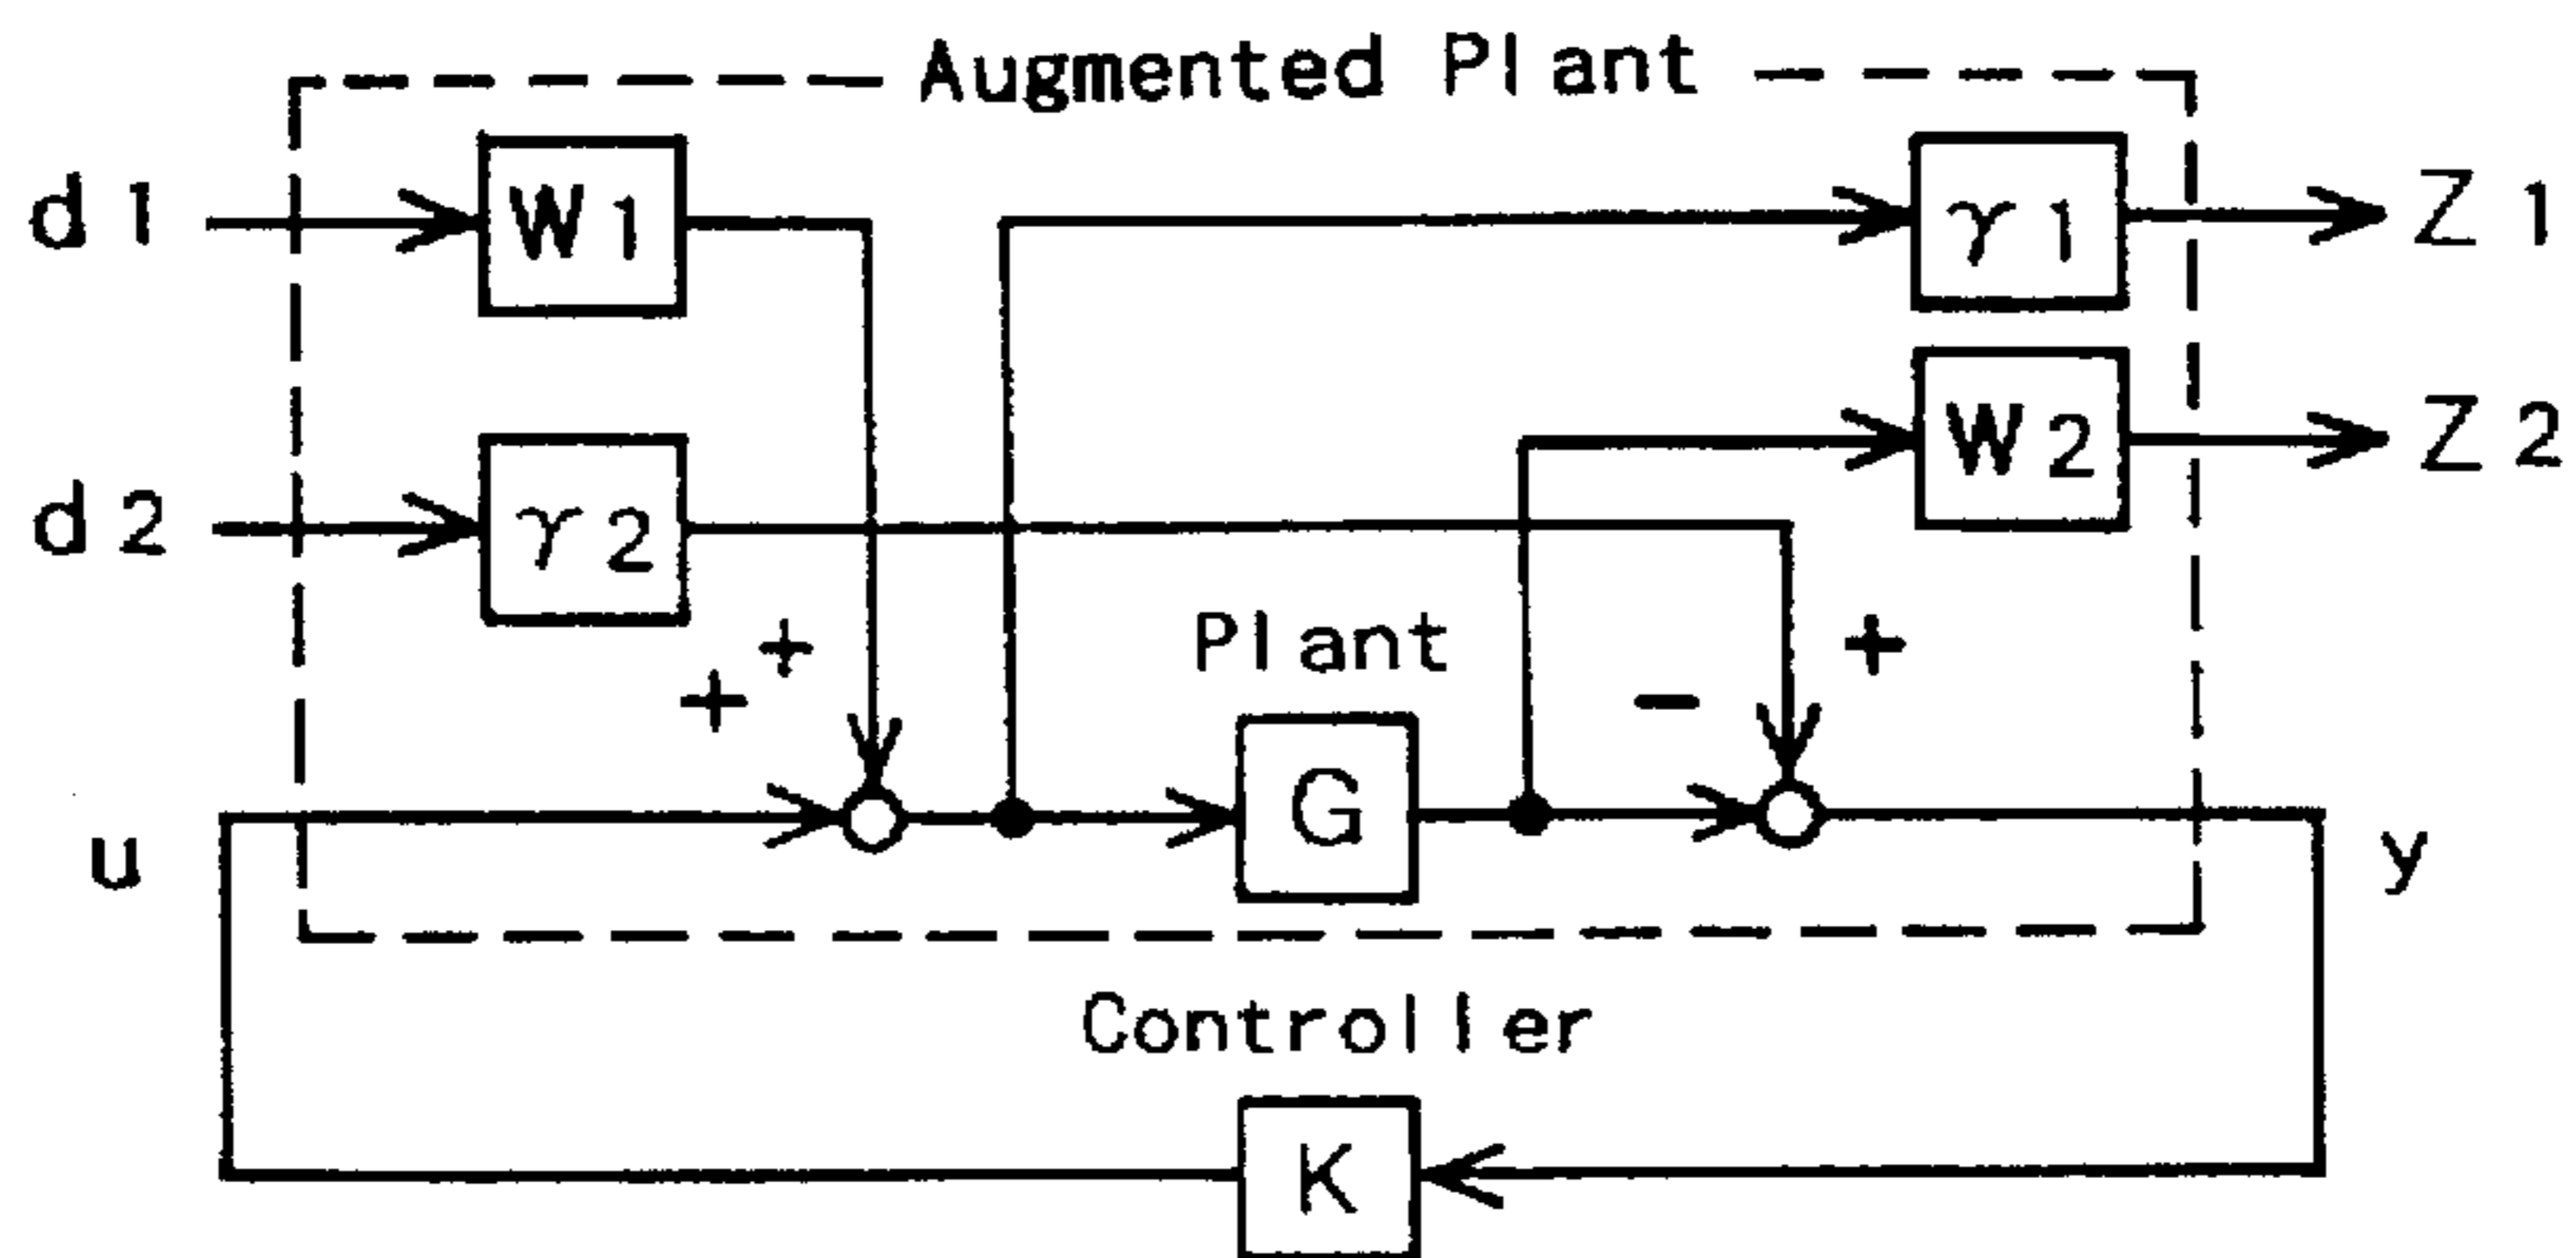 Augmented Plant
d1 W1 γ1 Z1
W2 Z2
d2 γ2
Plant
+ + - +
u G y
Controller
K